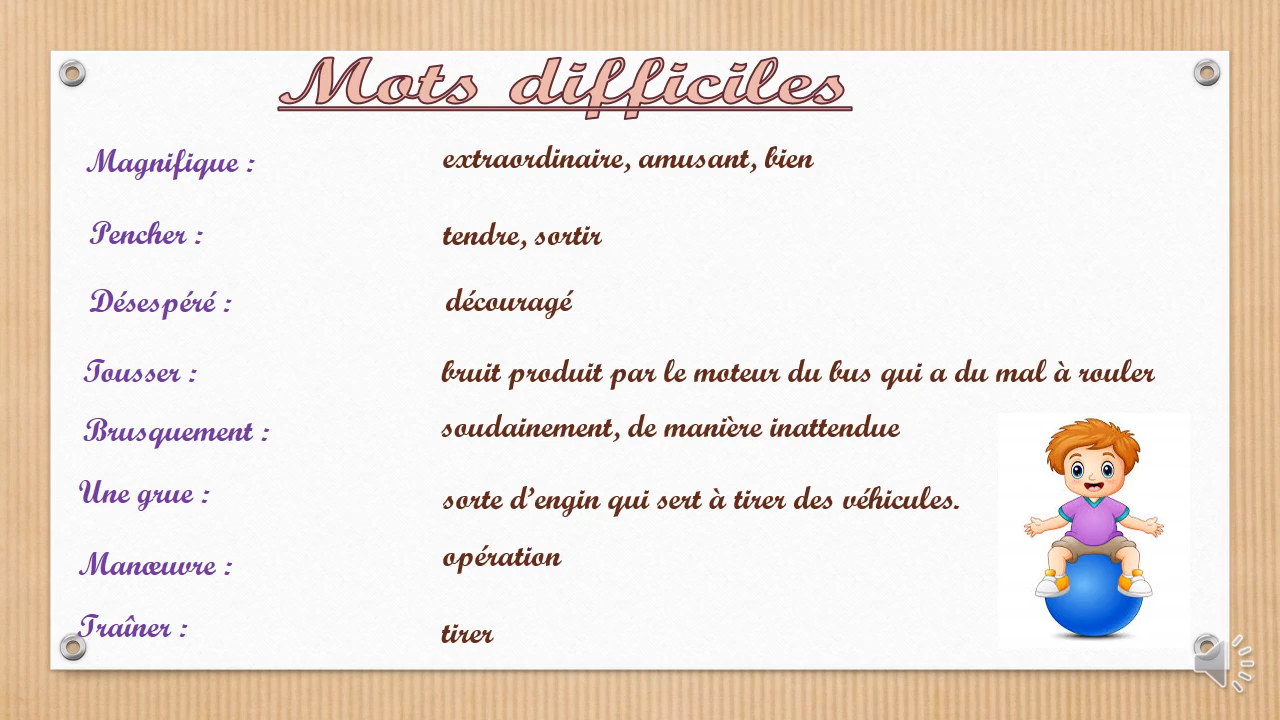 Mots difficiles
Magnifique : extraordinaire, amusant, bien
Pencher : tendre, sortir
Désespéré : découragé
Tousser : bruit produit par le moteur du bus qui a du mal à rouler
Brusquement : soudainement, de manière inattendue
Une grue : sorte d’engin qui sert à tirer des véhicules.
Manœuvre : opération
Traîner : tirer